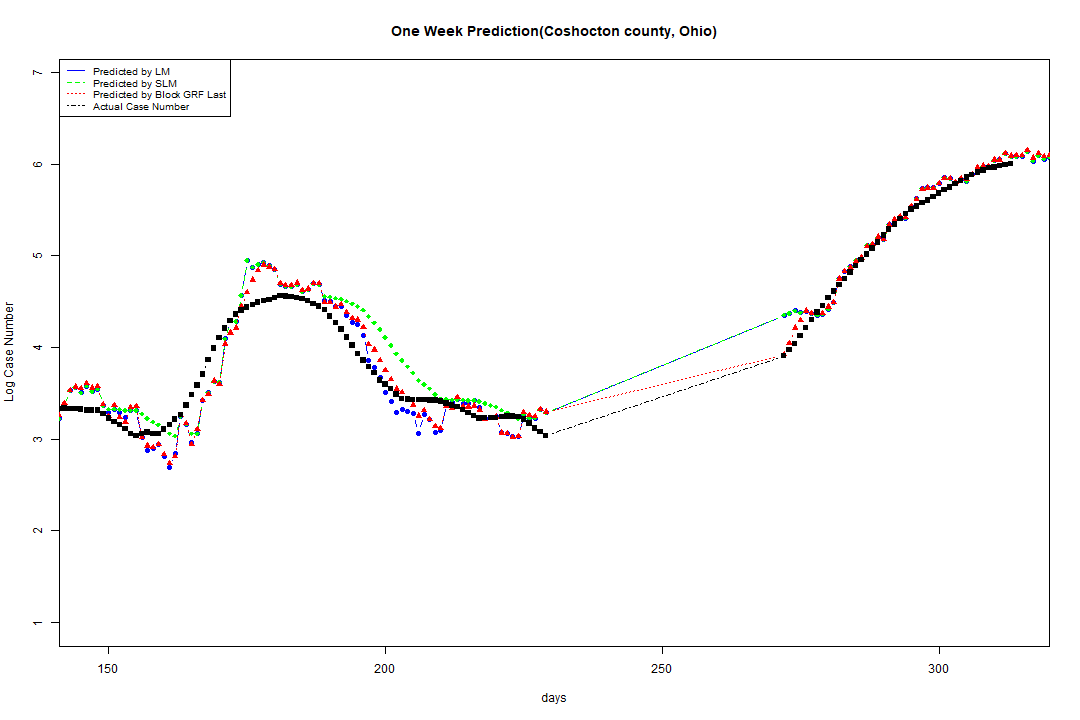 One Week Prediction(Coshocton county, Ohio)
Predicted by LM
Predicted by SLM
Predicted by Block GRF Last
Actual Case Number
7
6
5
4
3
2
1
Log Case Number
150
200
250
300
days